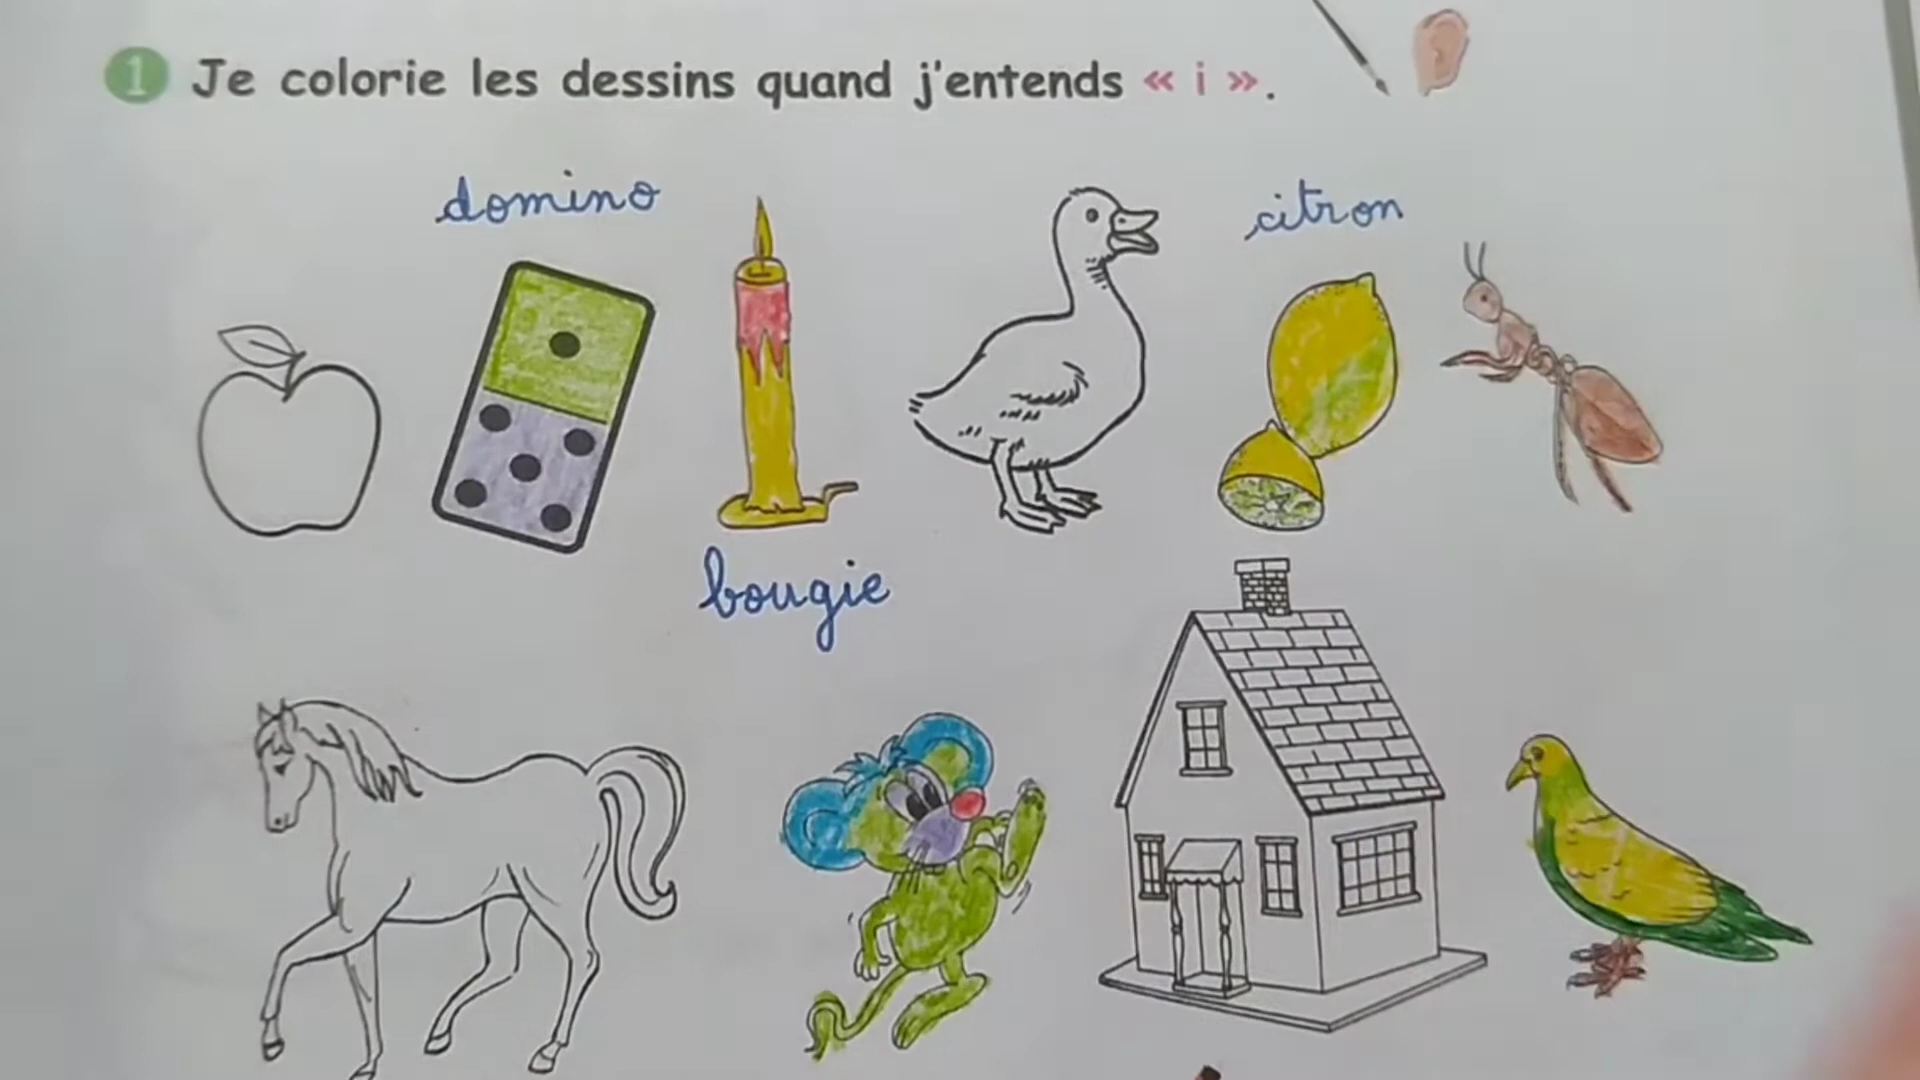 1 Je colorie les dessins quand j'entends « i ».
domino
citron
bougie